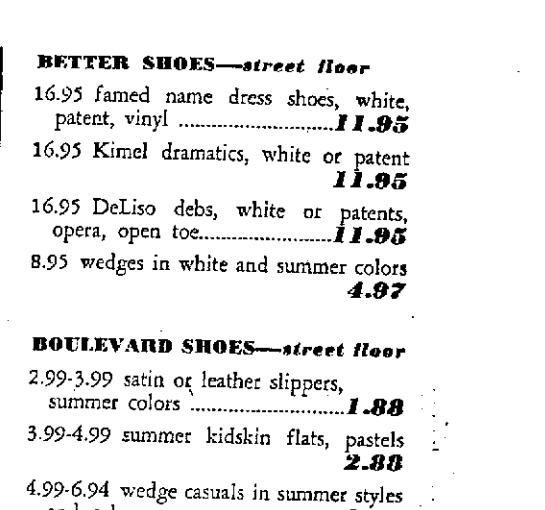 BETTER SHOES—street floor
16.95 famed name dress shoes, white,
patent, vinyl ..............................11.95
16.95 Kimel dramatics, white or patent
11.95
16.95 DeLiso debs, white or patents,
opera, open toe..........................11.95
8.95 wedges in white and summer colors
4.97
BOULEVARD SHOES—street floor
2.99-3.99 satin or leather slippers,
summer colors ..............................1.88
3.99-4.99 summer kidskin flats, pastels
2.88
4.99-6.94 wedge casuals in summer styles